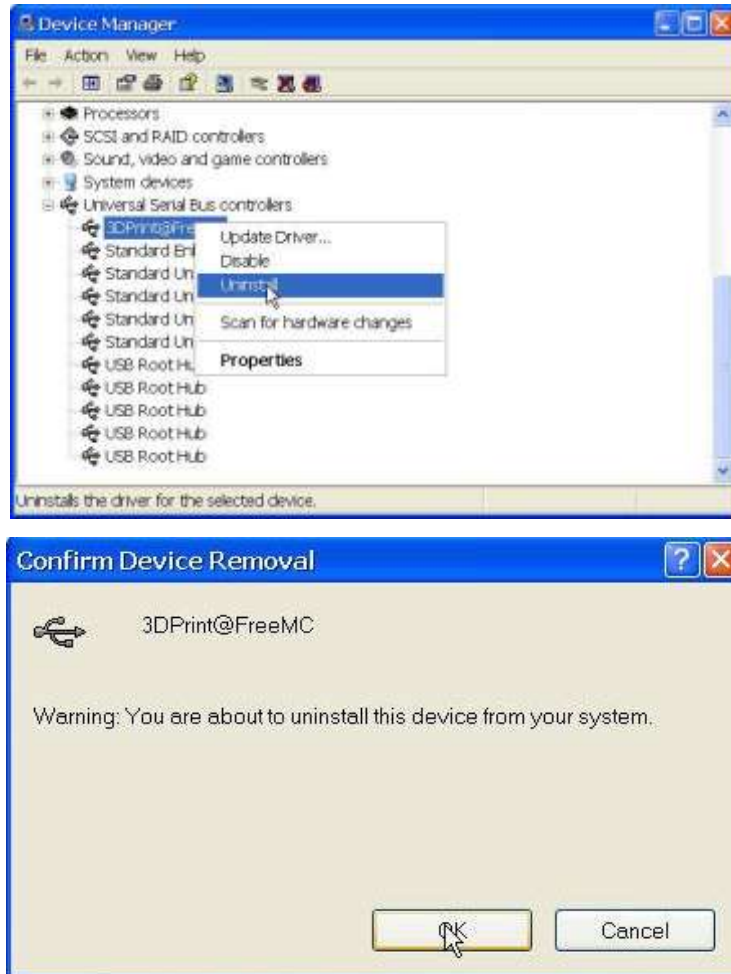 Device Manager
File Action View Help
Processors
SCSI and RAID controllers
Sound, video and game controllers
System devices
Universal Serial Bus controllers
3DPrint@Fre
Standard En
Standard Un
Standard Un
Standard Un
Standard Un
USB Root Hu
USB Root Hub
USB Root Hub
USB Root Hub
USB Root Hub
Update Driver...
Disable
Uninstall
Scan for hardware changes
Properties
Uninstalls the driver for the selected device.
Confirm Device Removal
3DPrint@FreeMC
Warning: You are about to uninstall this device from your system.
OK Cancel